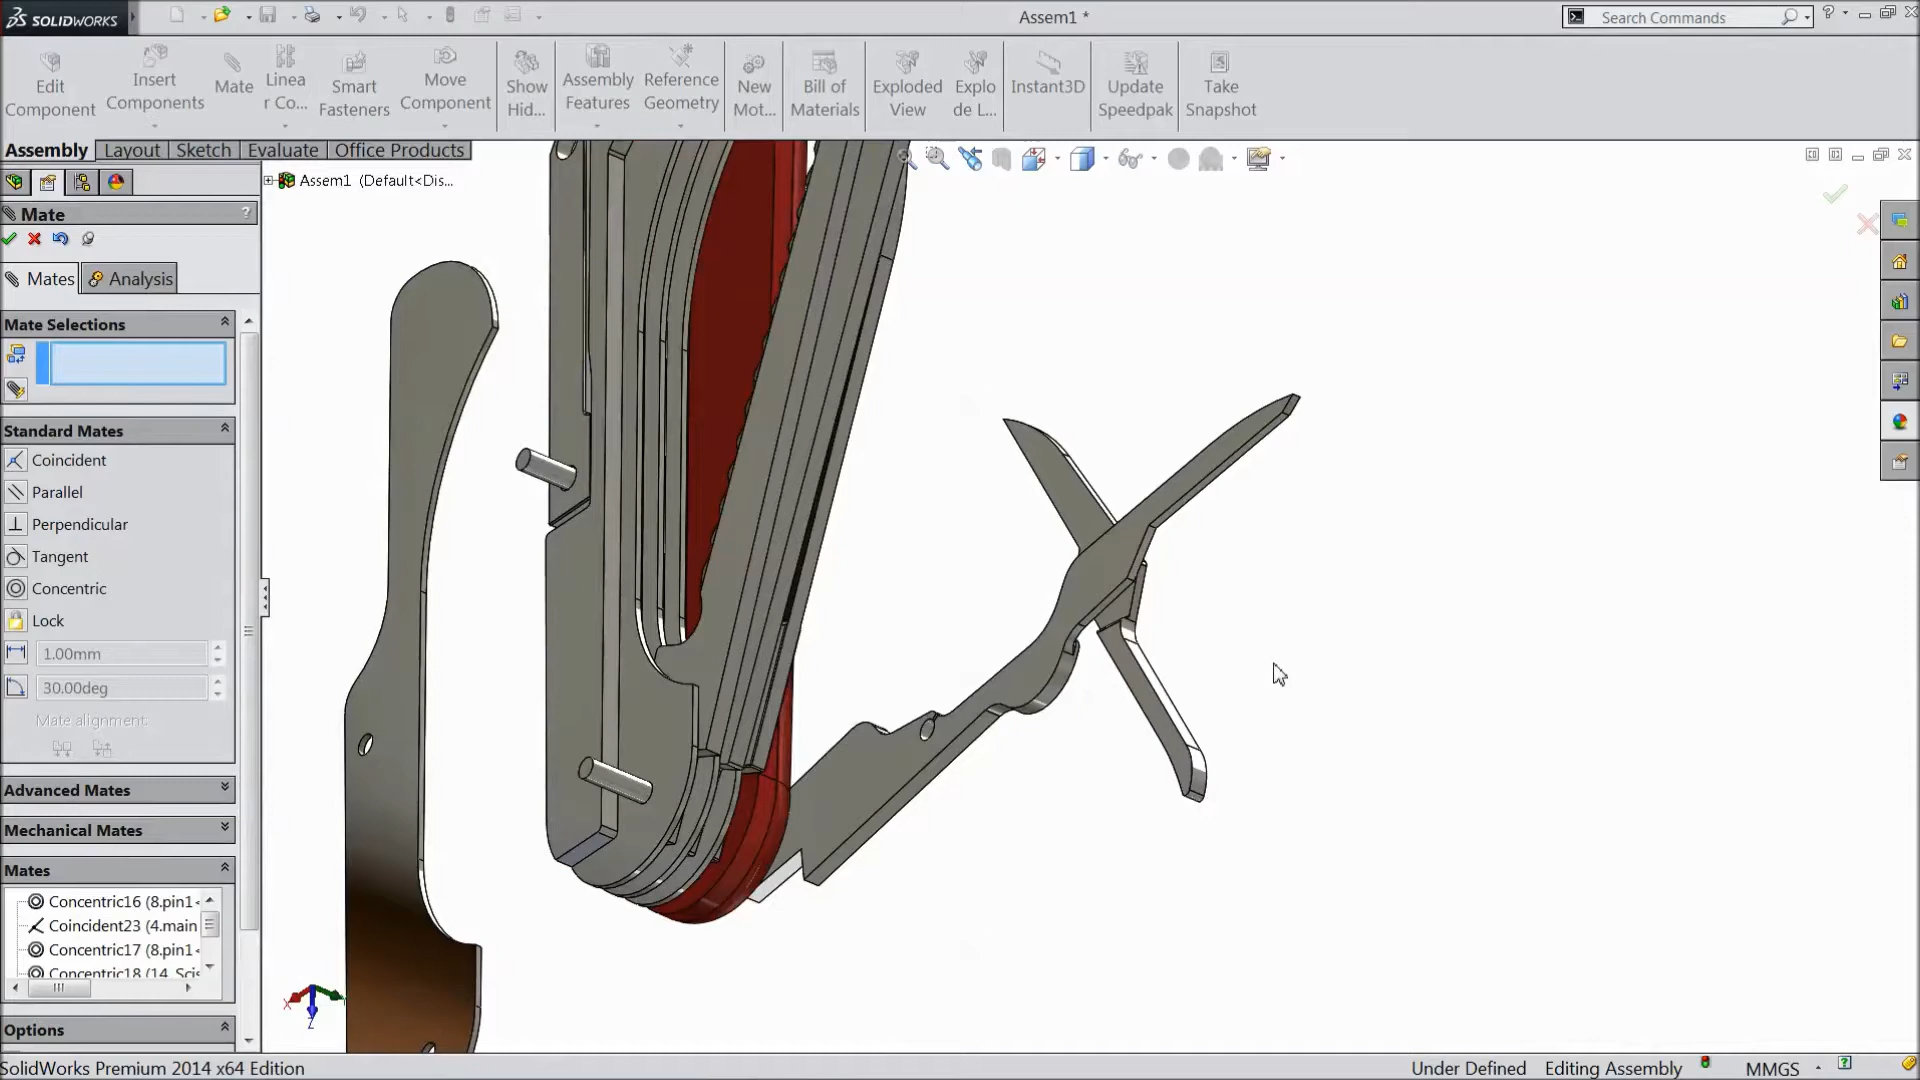 SOLIDWORKS
Assem1 *
Search Commands
Edit Component
Insert Components
Mate
Linea r Co...
Smart Fasteners
Move Component
Show Hid...
Assembly Features
Reference Geometry
New Mot...
Bill of Materials
Exploded View
Explo de L...
Instant3D
Update Speedpak
Take Snapshot
Assembly Layout Sketch Evaluate Office Products
Assem1 (Default<Dis...
Mate ?
Mates Analysis
Mate Selections
Standard Mates
Coincident
Parallel
Perpendicular
Tangent
Concentric
Lock
1.00mm
30.00deg
Mate alignment:
Advanced Mates
Mechanical Mates
Mates
Concentric16 (8.pin1<
Coincident23 (4.main
Concentric17 (8.pin1<
Concentric18 (14. Scis
Options
X
Z
SolidWorks Premium 2014 x64 Edition
Under Defined Editing Assembly MMGS